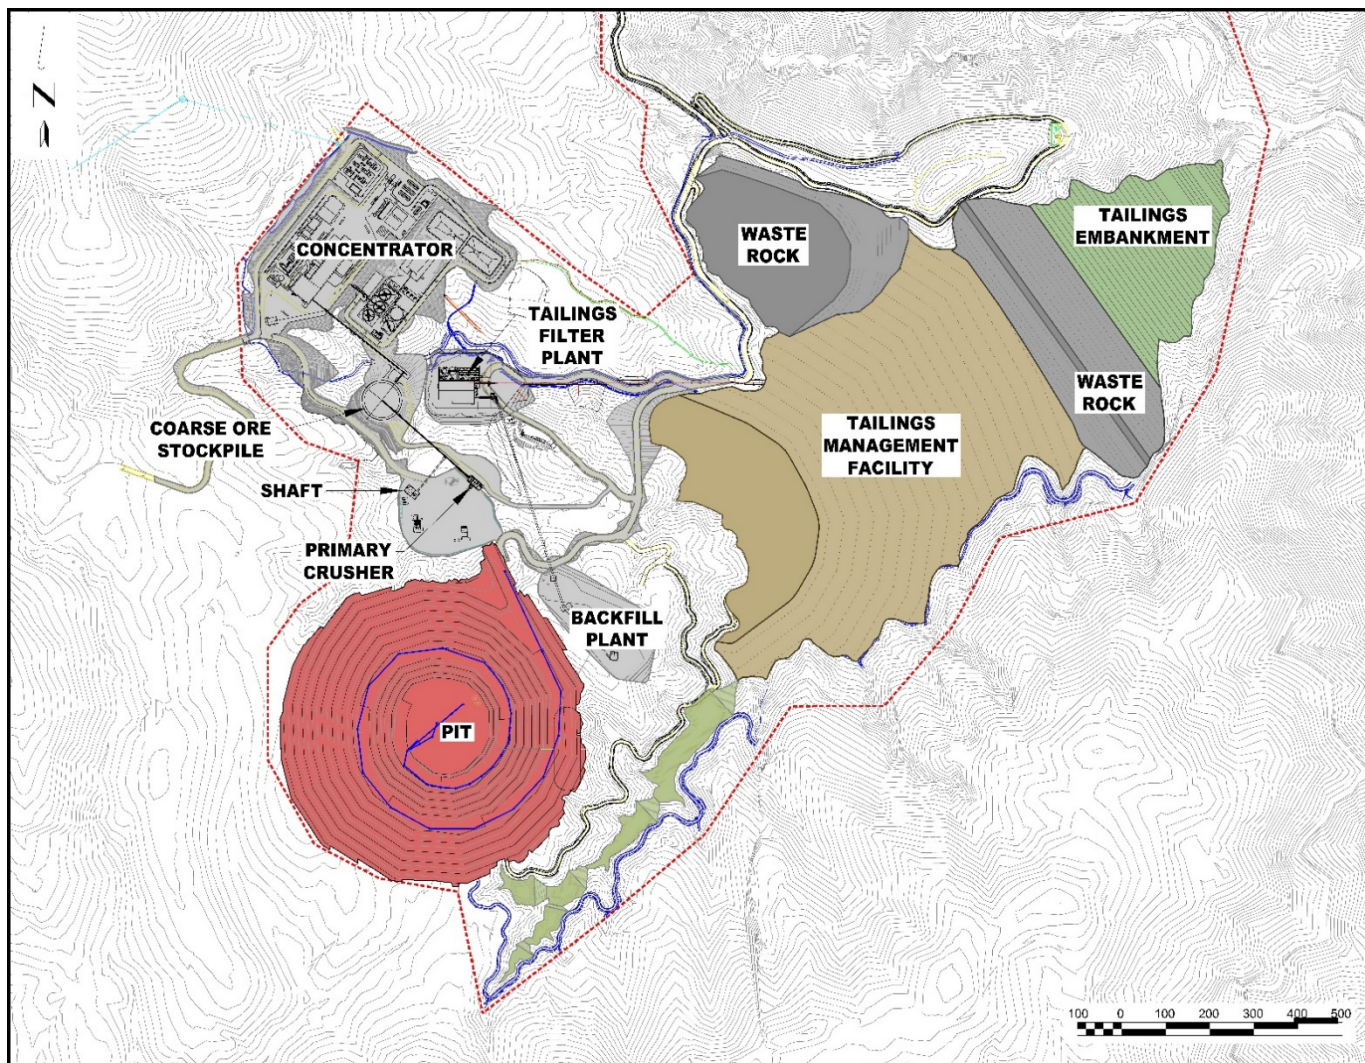 N
WASTE
ROCK
TAILINGS
EMBANKMENT
CONCENTRATOR
TAILINGS
FILTER
PLANT
WASTE
ROCK
COARSE ORE
STOCKPILE
TAILINGS
MANAGEMENT
FACILITY
SHAFT
PRIMARY
CRUSHER
BACKFILL
PLANT
PIT
100 0 100 200 300 400 500